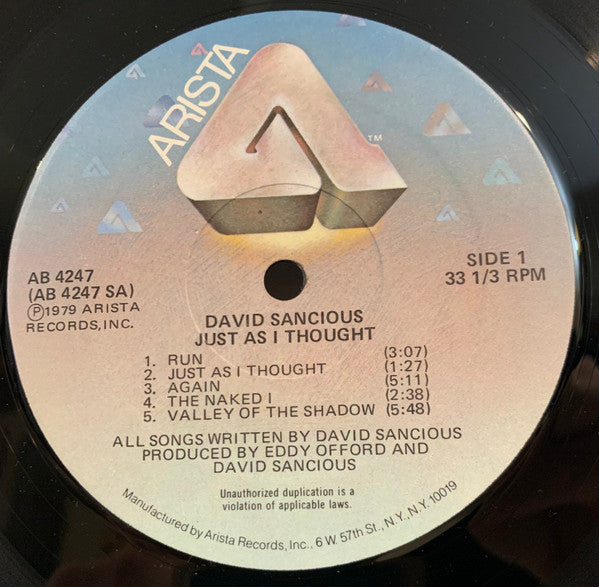 ARISTA
TM
AB 4247
(AB 4247 SA)
Ⓟ1979 ARISTA
RECORDS, INC.
SIDE 1
33 1/3 RPM
DAVID SANCIOUS
JUST AS I THOUGHT
1. RUN (3:07)
2. JUST AS I THOUGHT (1:27)
3. AGAIN (5:11)
4. THE NAKED I (2:38)
5. VALLEY OF THE SHADOW (5:48)
ALL SONGS WRITTEN BY DAVID SANCIOUS
PRODUCED BY EDDY OFFORD AND
DAVID SANCIOUS
Unauthorized duplication is a
violation of applicable laws.
Manufactured by Arista Records, Inc., 6 W. 57th St., N.Y., N.Y. 10019